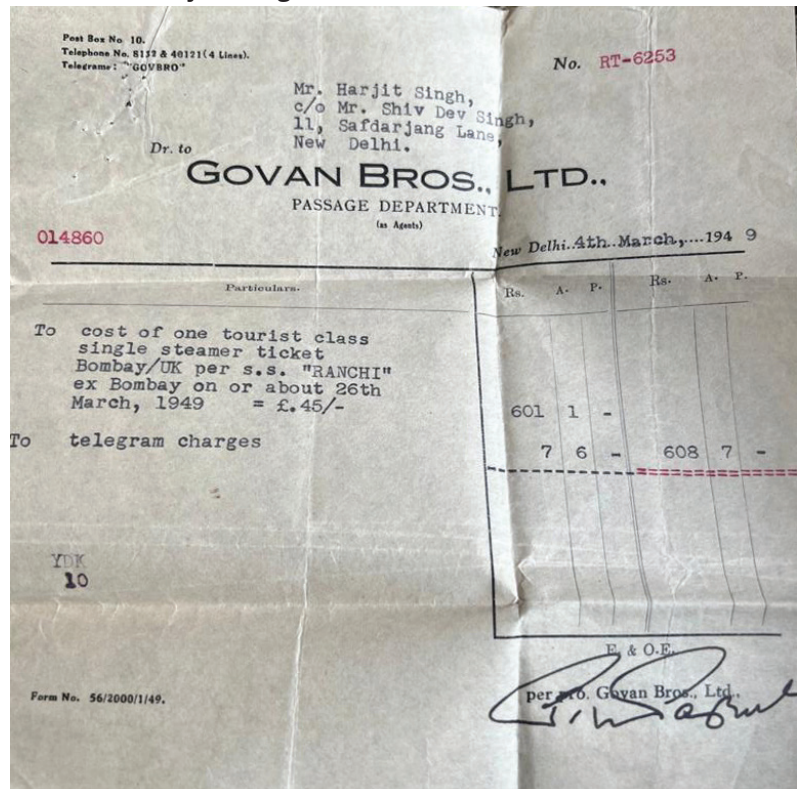 Post Box No. 10.
Telephone No. 8152 & 40121(4 Lines).
Telegrams: "GOVBRO"
No. RT-6253
Mr. Harjit Singh,
c/o Mr. Shiv Dev Singh,
11, Safdarjang Lane,
New Delhi.
Dr. to
GOVAN BROS., LTD.,
PASSAGE DEPARTMENT.
(as Agents)
014860
New Delhi..4th..March,....194 9
Particulars. Rs. A. P. Rs. A. P.
To cost of one tourist class
single steamer ticket
Bombay/UK per s.s. "RANCHI"
ex Bombay on or about 26th
March, 1949 = £.45/- 601 1 -
To telegram charges 7 6 - 608 7 -
YDK
10
E. & O.E.
per pro. Govan Bros., Ltd.,
Form No. 56/2000/1/49.